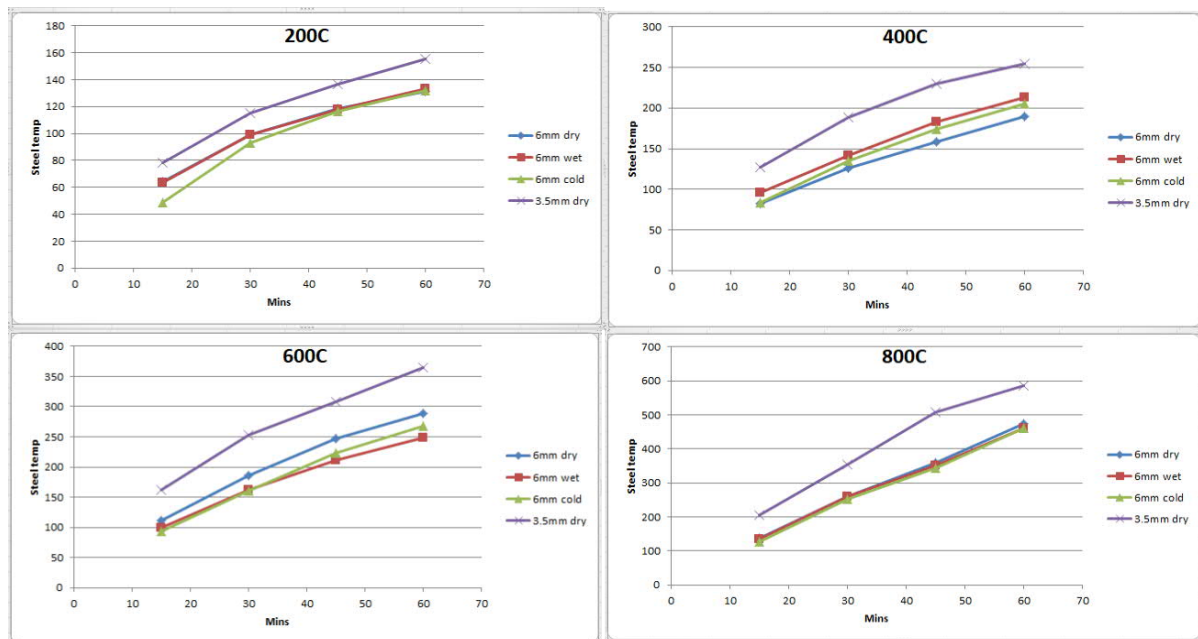 200C
180
160
140
120
100
80
60
40
20
0
Steel temp
0 10 20 30 40 50 60 70
Mins
6mm dry
6mm wet
6mm cold
3.5mm dry
400C
300
250
200
150
100
50
0
Steel temp
0 10 20 30 40 50 60 70
Mins
6mm dry
6mm wet
6mm cold
3.5mm dry
600C
400
350
300
250
200
150
100
50
0
Steel temp
0 10 20 30 40 50 60 70
Mins
6mm dry
6mm wet
6mm cold
3.5mm dry
800C
700
600
500
400
300
200
100
0
Steel temp
0 10 20 30 40 50 60 70
Mins
6mm dry
6mm wet
6mm cold
3.5mm dry